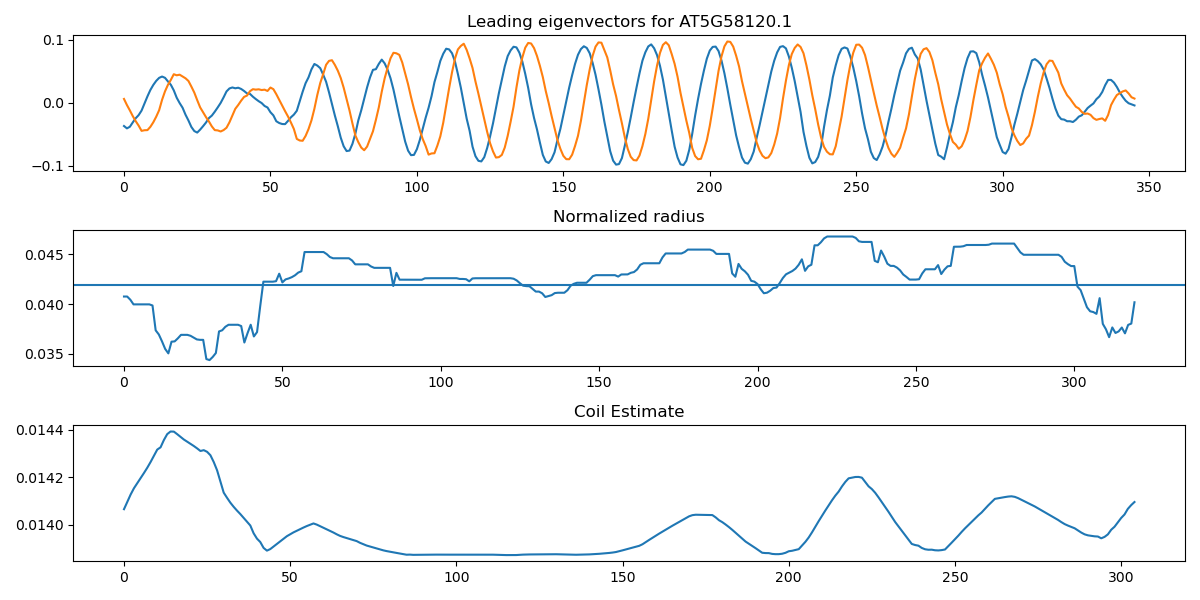 Leading eigenvectors for AT5G58120.1
0.1
0.0
−0.1
0 50 100 150 200 250 300 350
Normalized radius
0.045
0.040
0.035
0 50 100 150 200 250 300
Coil Estimate
0.0144
0.0142
0.0140
0 50 100 150 200 250 300